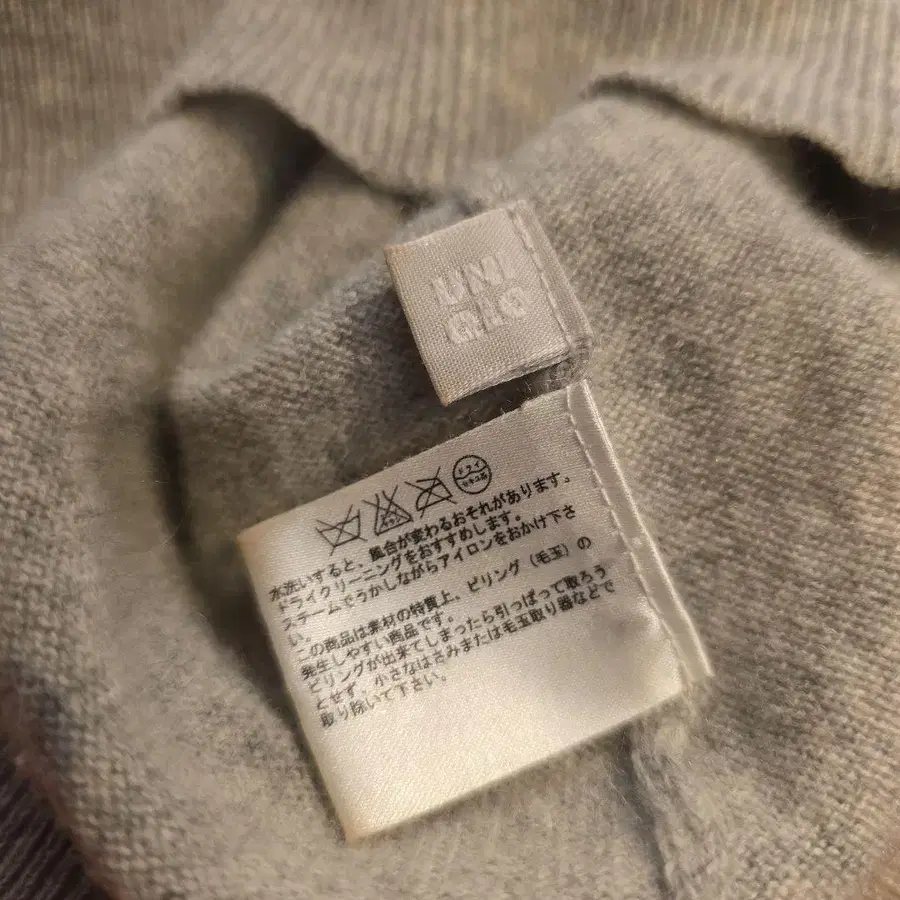 UNI
QLO
ドライ
セキユ系
水洗いすると、風合が変わるおそれがあります。
ドライクリーニングをおすすめします。
スチームでうかしながらアイロンをおかけ下さ
い。
この商品は素材の特質上、ピリング（毛玉）の
発生しやすい商品です。
ピリングが出来てしまったら引っぱって取ろう
とせず、小さなはさみまたは毛玉取り器などで
取り除いて下さい。